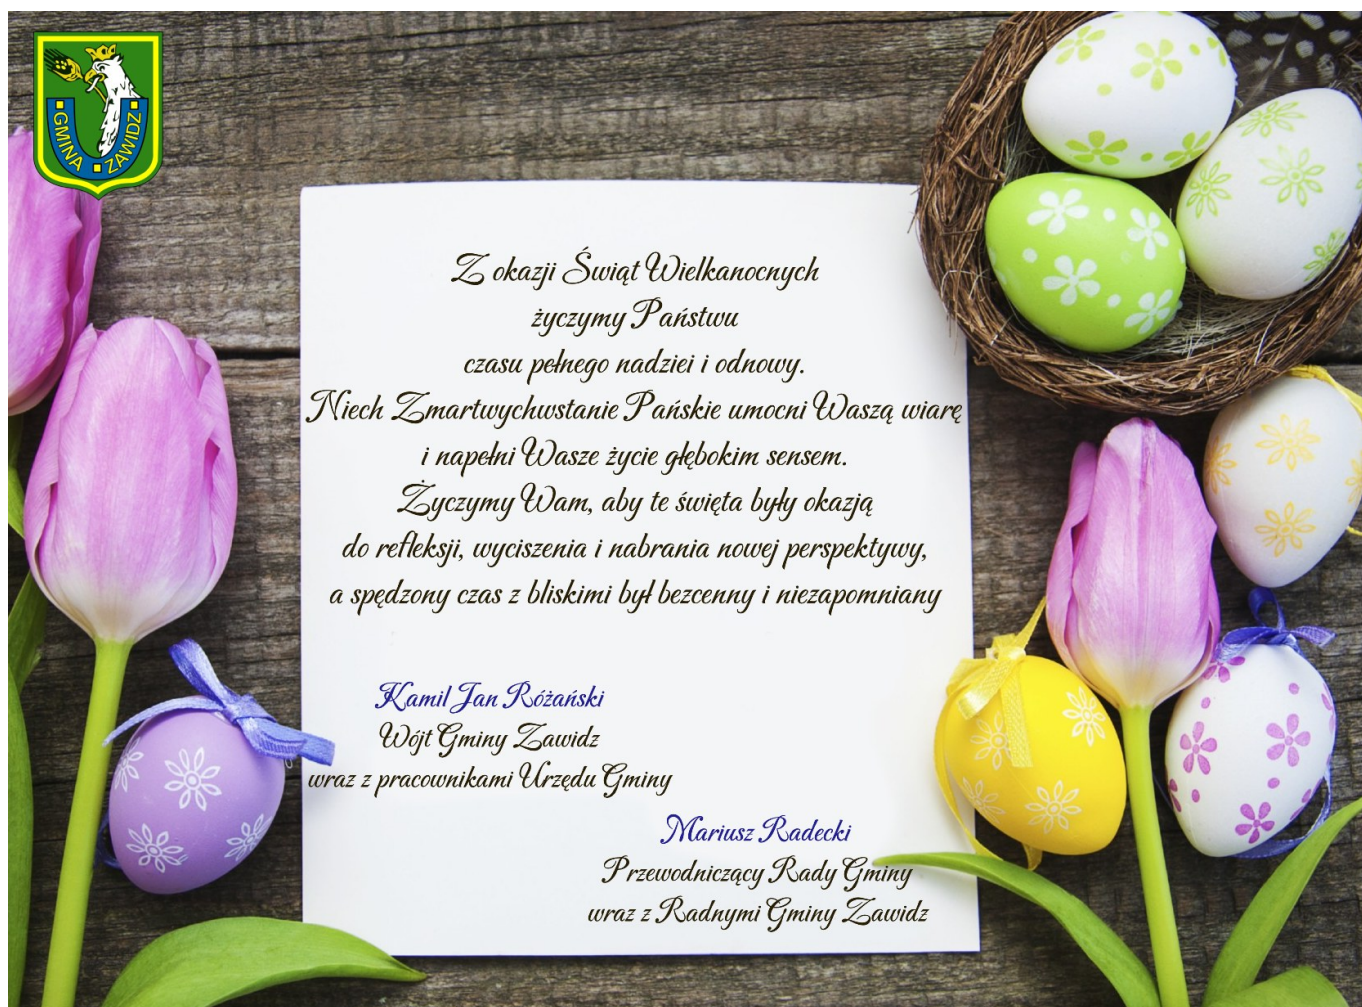 GMINA ZAWIDZ
Z okazji Świąt Wielkanocnych
życzymy Państwu
czasu pełnego nadziei i odnowy.
Niech Zmartwychwstanie Pańskie umocni Waszą wiarę
i napełni Wasze życie głębokim sensem.
Życzymy Wam, aby te święta były okazją
do refleksji, wyciszenia i nabrania nowej perspektywy,
a spędzony czas z bliskimi był bezcenny i niezapomniany
Kamil Jan Różański
Wójt Gminy Zawidz
wraz z pracownikami Urzędu Gminy
Mariusz Radecki
Przewodniczący Rady Gminy
wraz z Radnymi Gminy Zawidz